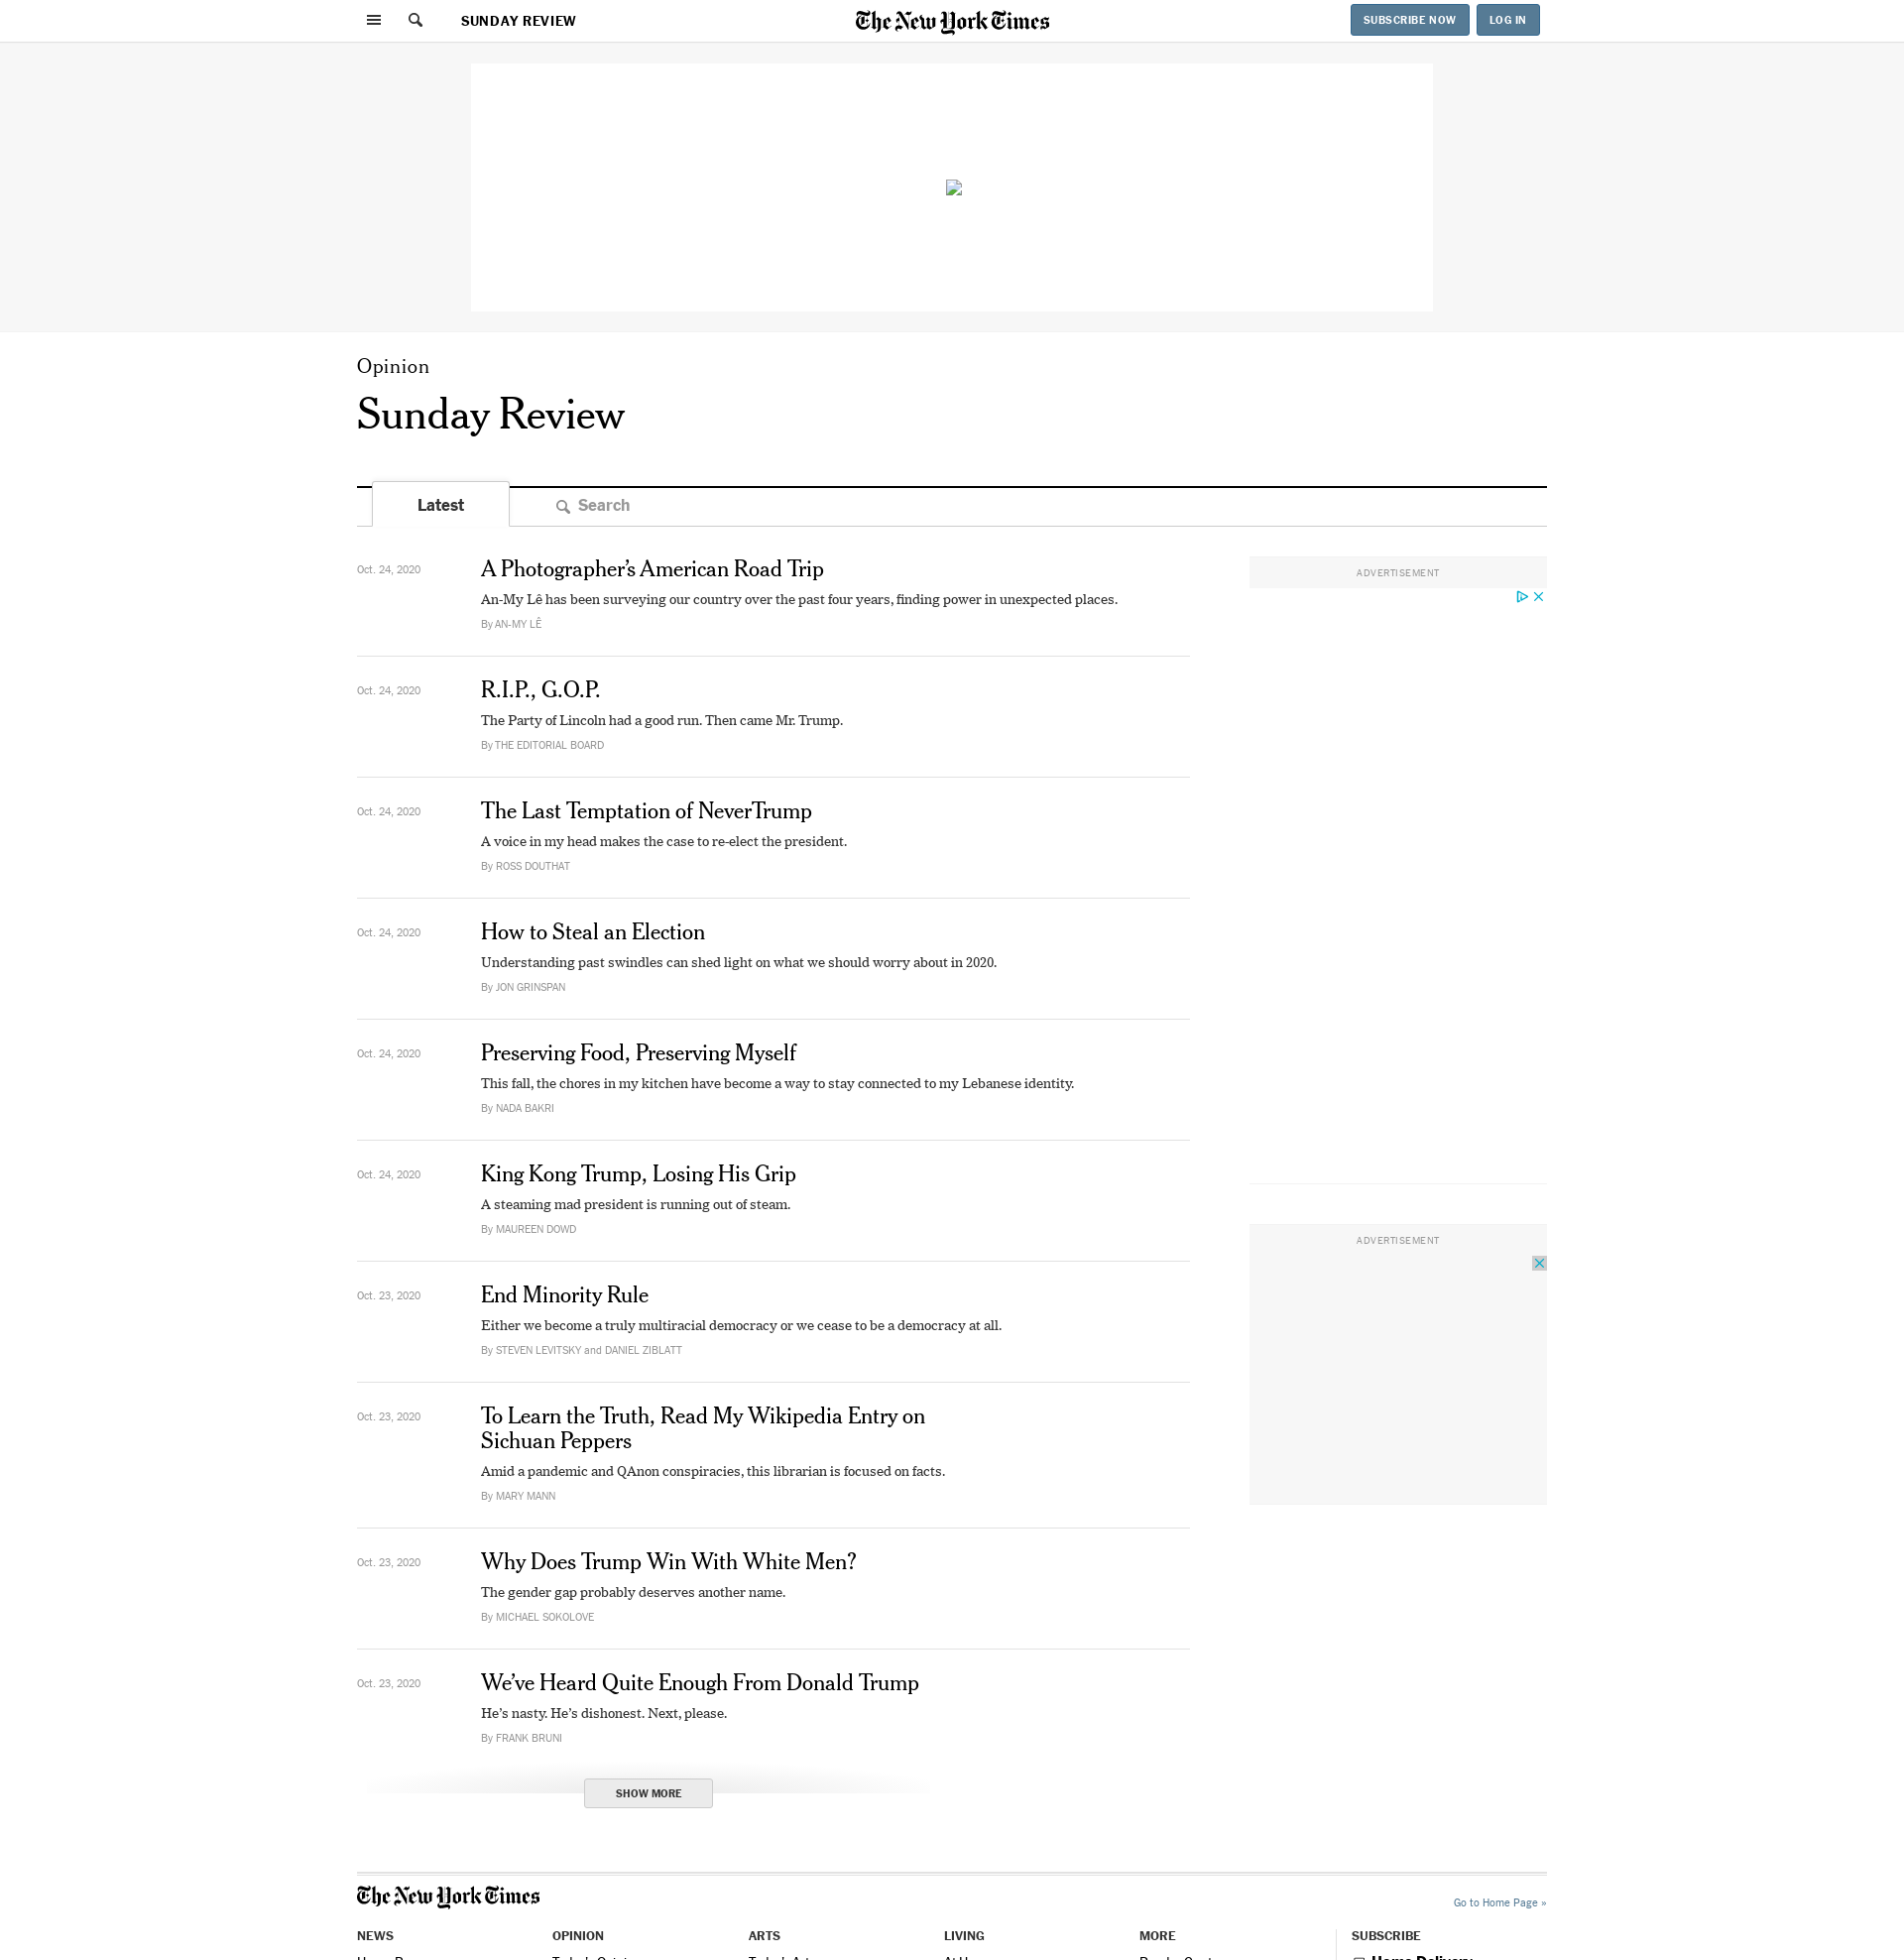 SUNDAY REVIEW
The New York Times
SUBSCRIBE NOW
LOG IN
Opinion
Sunday Review
Latest
Search
Oct. 24, 2020
A Photographer's American Road Trip
An-My Lê has been surveying our country over the past four years, finding power in unexpected places.
By AN-MY LÊ
Oct. 24, 2020
R.I.P., G.O.P.
The Party of Lincoln had a good run. Then came Mr. Trump.
By THE EDITORIAL BOARD
Oct. 24, 2020
The Last Temptation of NeverTrump
A voice in my head makes the case to re-elect the president.
By ROSS DOUTHAT
Oct. 24, 2020
How to Steal an Election
Understanding past swindles can shed light on what we should worry about in 2020.
By JON GRINSPAN
Oct. 24, 2020
Preserving Food, Preserving Myself
This fall, the chores in my kitchen have become a way to stay connected to my Lebanese identity.
By NADA BAKRI
Oct. 24, 2020
King Kong Trump, Losing His Grip
A steaming mad president is running out of steam.
By MAUREEN DOWD
Oct. 23, 2020
End Minority Rule
Either we become a truly multiracial democracy or we cease to be a democracy at all.
By STEVEN LEVITSKY and DANIEL ZIBLATT
Oct. 23, 2020
To Learn the Truth, Read My Wikipedia Entry on
Sichuan Peppers
Amid a pandemic and QAnon conspiracies, this librarian is focused on facts.
By MARY MANN
Oct. 23, 2020
Why Does Trump Win With White Men?
The gender gap probably deserves another name.
By MICHAEL SOKOLOVE
Oct. 23, 2020
We've Heard Quite Enough From Donald Trump
He's nasty. He's dishonest. Next, please.
By FRANK BRUNI
SHOW MORE
ADVERTISEMENT
ADVERTISEMENT
The New York Times
Go to Home Page »
NEWS
OPINION
ARTS
LIVING
MORE
SUBSCRIBE
Home Delivery